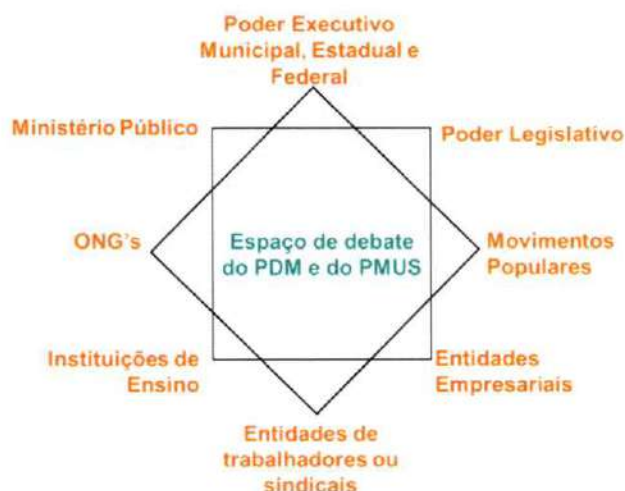 Poder Executivo
Municipal, Estadual e
Federal
Ministério Público
Poder Legislativo
ONG's
Espaço de debate
do PDM e do PMUS
Movimentos
Populares
Instituições de
Ensino
Entidades
Empresariais
Entidades de
trabalhadores ou
sindicais